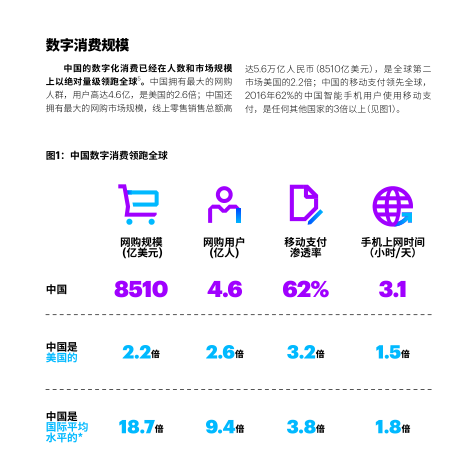 数字消费规模
中国的数字化消费已经在人数和市场规模
上以绝对量级领跑全球。中国拥有最大的网购
人群，用户高达4.6亿，是美国的2.6倍；中国还
拥有最大的网购市场规模，线上零售销售总额高
达5.6万亿人民币（8510亿美元），是全球第二
市场美国的2.2倍；中国的移动支付领先全球，
2016年62%的中国智能手机用户使用移动支
付，是任何其他国家的3倍以上（见图1）。
图1：中国数字消费领跑全球
网购规模 网购用户 移动支付 手机上网时间
（亿美元） （亿人） 渗透率 （小时/天）
中国 8510 4.6 62% 3.1
中国是
美国的 2.2倍 2.6倍 3.2倍 1.5倍
中国是
国际平均 18.7倍 9.4倍 3.8倍 1.8倍
水平的*